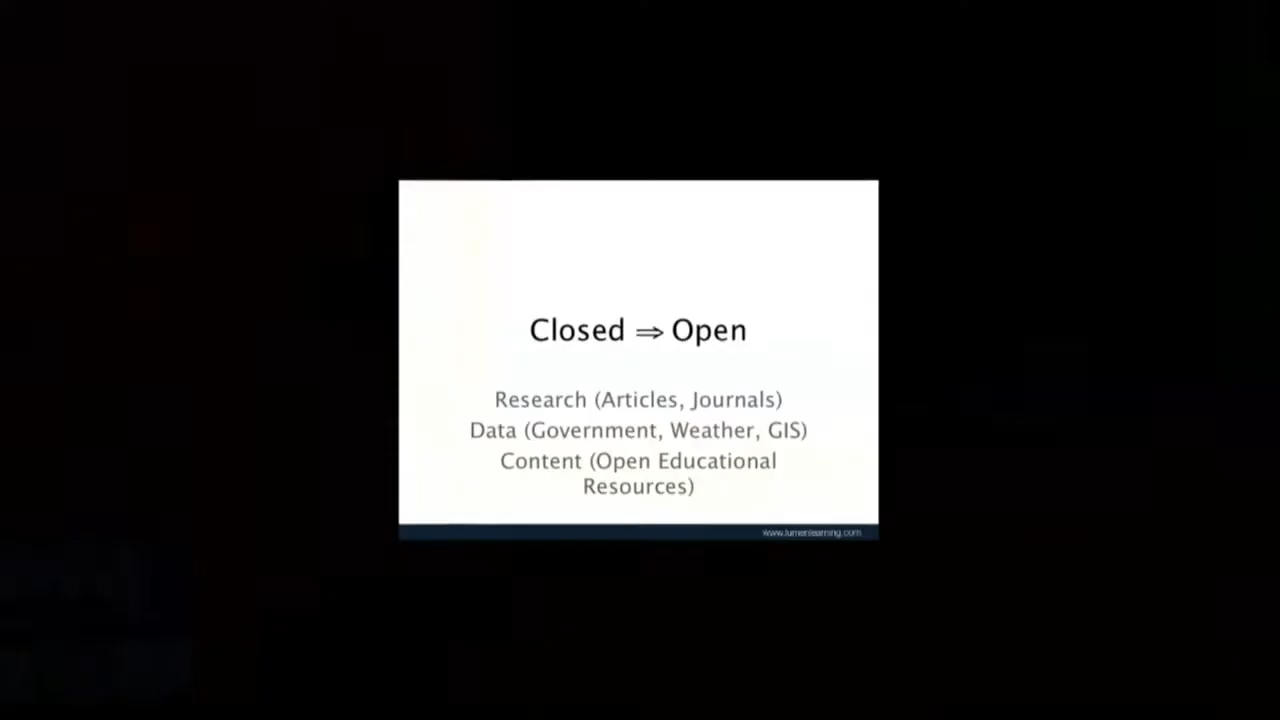 Closed ⇒ Open
Research (Articles, Journals)
Data (Government, Weather, GIS)
Content (Open Educational
Resources)
www.lumenlearning.com